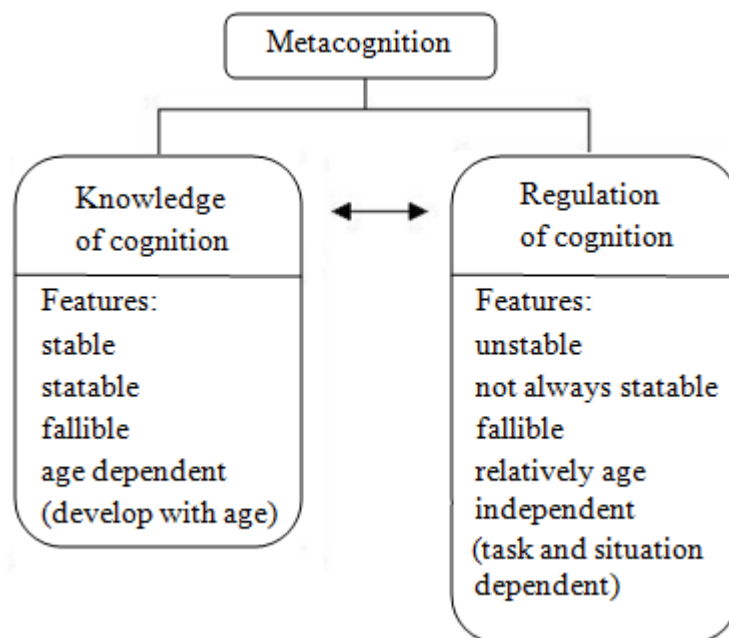 Metacognition
Knowledge
of cognition
Features:
stable
statable
fallible
age dependent
(develop with age)
Regulation
of cognition
Features:
unstable
not always statable
fallible
relatively age
independent
(task and situation
dependent)